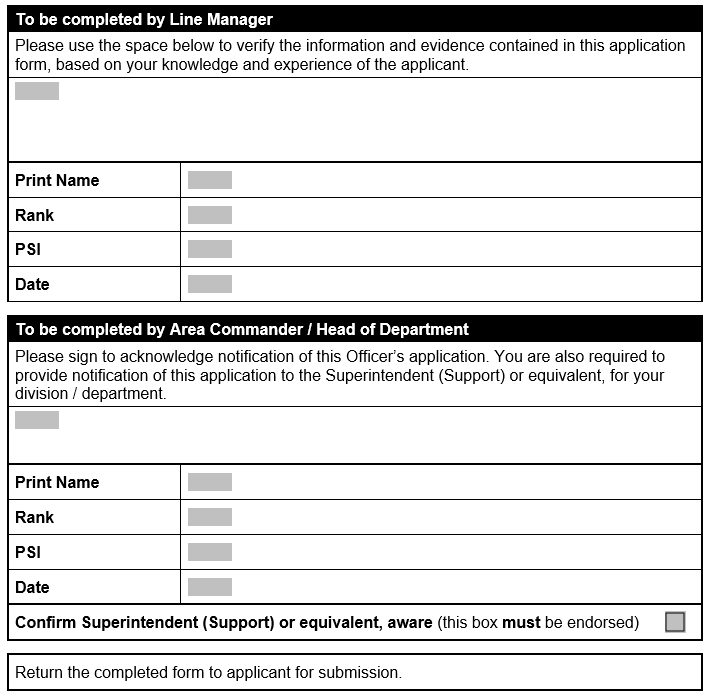 To be completed by Line Manager
Please use the space below to verify the information and evidence contained in this application
form, based on your knowledge and experience of the applicant.
Print Name
Rank
PSI
Date
To be completed by Area Commander / Head of Department
Please sign to acknowledge notification of this Officer's application. You are also required to
provide notification of this application to the Superintendent (Support) or equivalent, for your
division / department.
Print Name
Rank
PSI
Date
Confirm Superintendent (Support) or equivalent, aware (this box must be endorsed)
Return the completed form to applicant for submission.